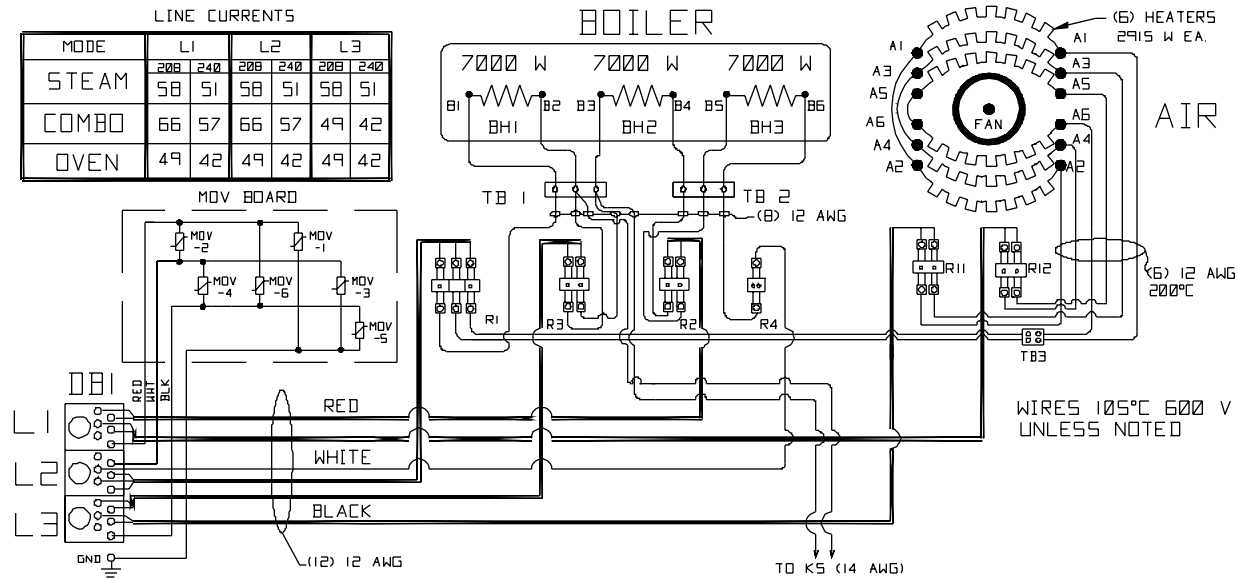 LINE CURRENTS
MODE L1 L2 L3
208 240 208 240 208 240
STEAM 58 51 58 51 58 51
COMBO 66 57 66 57 49 42
OVEN 49 42 49 42 49 42
BOILER
7000 W 7000 W 7000 W
B1 B2 B3 B4 B5 B6
BH1 BH2 BH3
TB 1 TB 2
(8) 12 AWG
(6) HEATERS
2915 W EA.
A1 A1
A3 A3
A5 A5
A6 A6
A4 A4
A2 A2
FAN
AIR
MOV BOARD
MOV
-2
MOV
-1
MOV
-4
MOV
-6
MOV
-3
MOV
-5
R1 R3 R2 R4
R11 R12
(6) 12 AWG
200°C
TB3
DB1
RED
WHT
BLK
L1
L2
L3
GND
RED
WHITE
BLACK
(12) 12 AWG
WIRES 105°C 600 V
UNLESS NOTED
TO K5 (14 AWG)